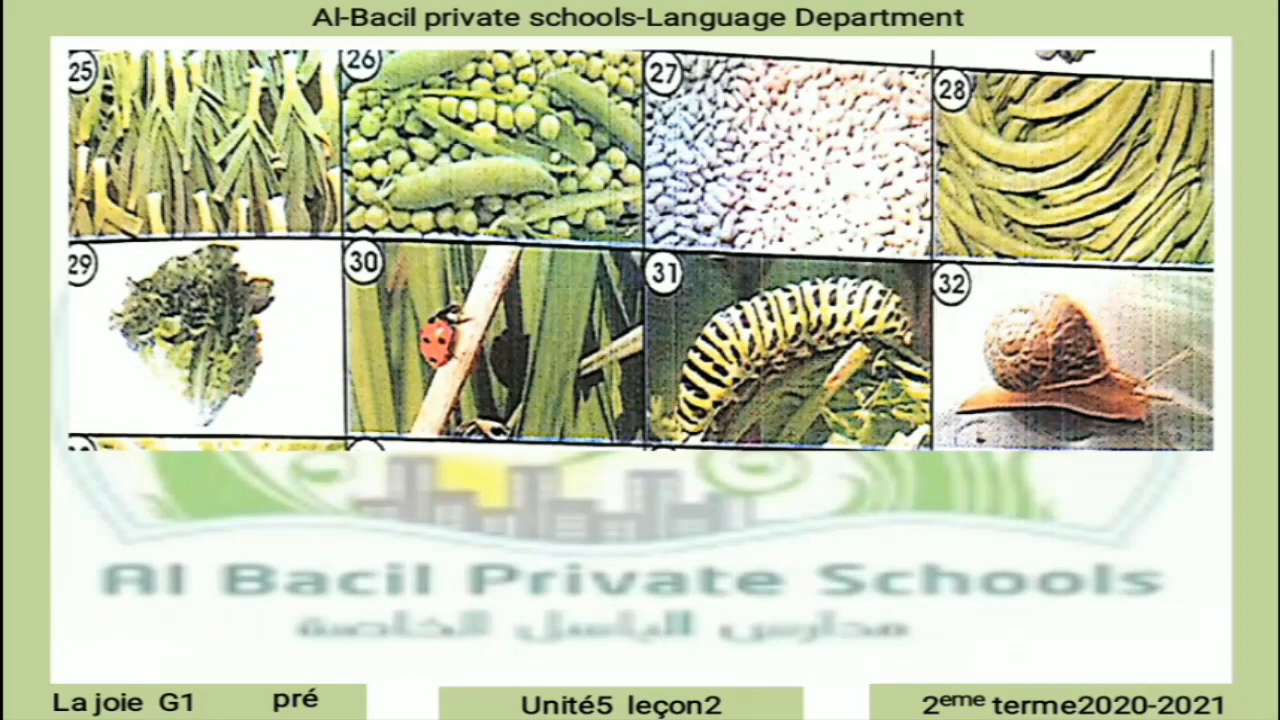 Al-Bacil private schools-Language Department
25 26 27 28
29 30 31 32
Al Bacil Private Schools
مدارس الباسل الخاصة
La joie G1 pré
Unité5 leçon2
2eme terme2020-2021